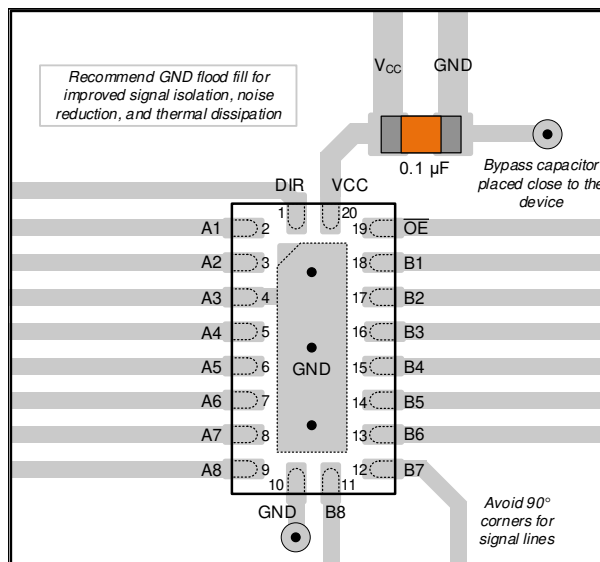 V_CC GND
Recommend GND flood fill for
improved signal isolation, noise
reduction, and thermal dissipation
0.1 µF
Bypass capacitor
placed close to the
device
DIR VCC
1 20
A1 2 19 O̅E̅
A2 3 18 B1
A3 4 17 B2
A4 5 16 B3
A5 6 15 B4
GND
A6 7 14 B5
A7 8 13 B6
A8 9 12 B7
10 11
GND B8
Avoid 90°
corners for
signal lines